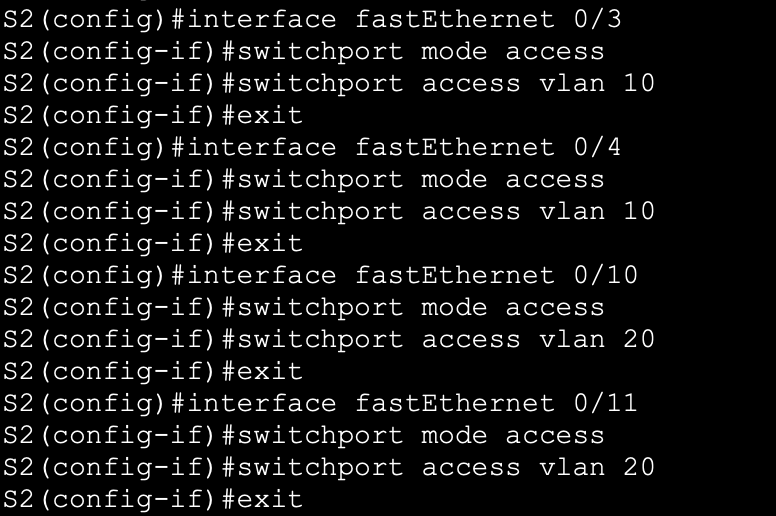 S2(config)#interface fastEthernet 0/3
S2(config-if)#switchport mode access
S2(config-if)#switchport access vlan 10
S2(config-if)#exit
S2(config)#interface fastEthernet 0/4
S2(config-if)#switchport mode access
S2(config-if)#switchport access vlan 10
S2(config-if)#exit
S2(config)#interface fastEthernet 0/10
S2(config-if)#switchport mode access
S2(config-if)#switchport access vlan 20
S2(config-if)#exit
S2(config)#interface fastEthernet 0/11
S2(config-if)#switchport mode access
S2(config-if)#switchport access vlan 20
S2(config-if)#exit